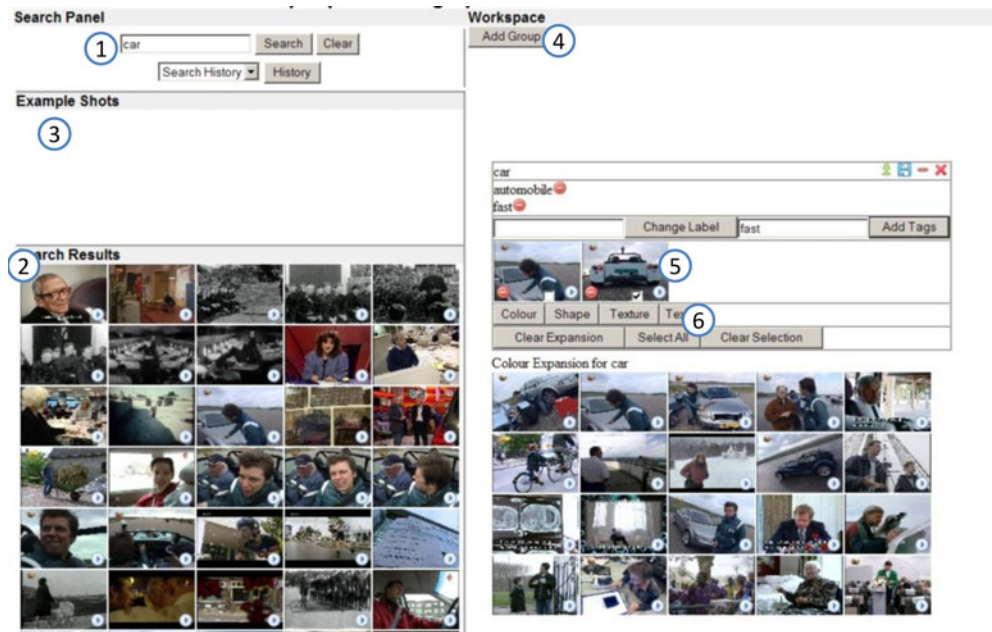 Search Panel
1
car
Search
Clear
Search History
History
Example Shots
3
2
arch Results
Workspace
Add Group
4
car
automobile
fast
Change Label
fast
Add Tags
5
Colour
Shape
Texture
Tex
6
Clear Expansion
Select All
Clear Selection
Colour Expansion for car